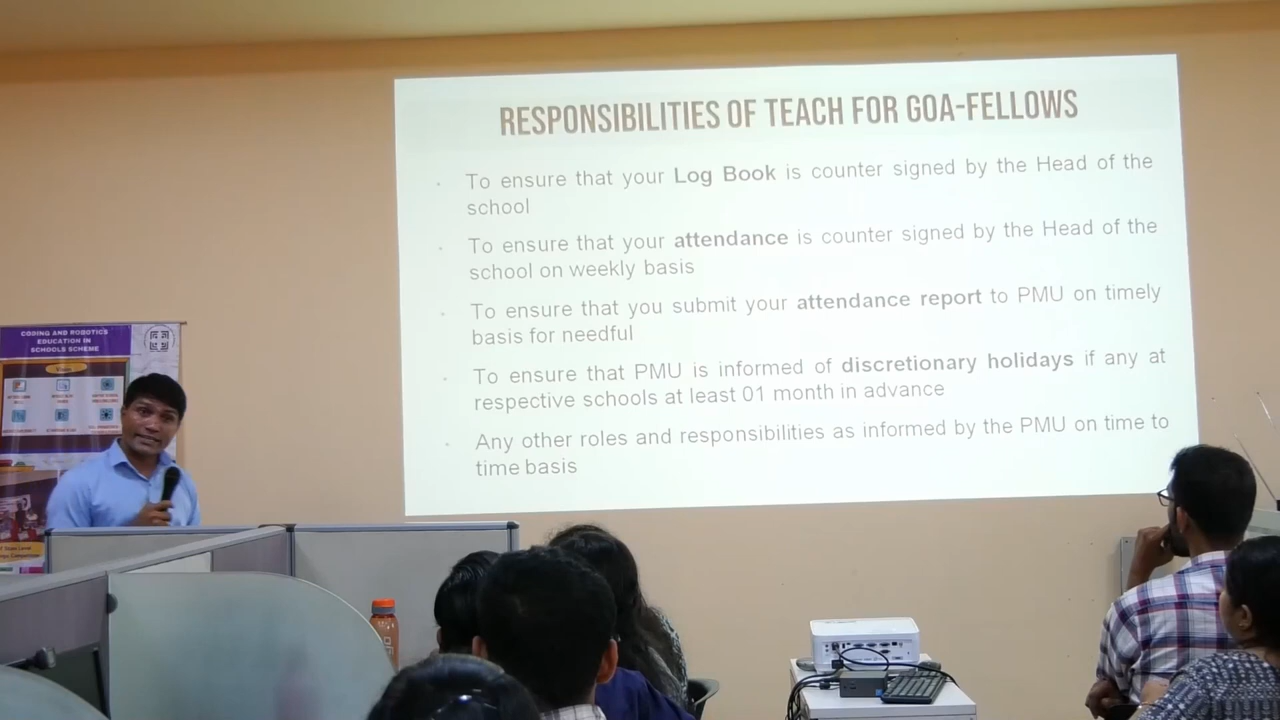 RESPONSIBILITIES OF TEACH FOR GOA-FELLOWS
To ensure that your Log Book is counter signed by the Head of the
school
To ensure that your attendance is counter signed by the Head of the
school on weekly basis
To ensure that you submit your attendance report to PMU on timely
basis for needful
To ensure that PMU is informed of discretionary holidays if any at
respective schools at least 01 month in advance
Any other roles and responsibilities as informed by the PMU on time to
time basis
CODING AND ROBOTICS
EDUCATION IN
SCHOOLS SCHEME